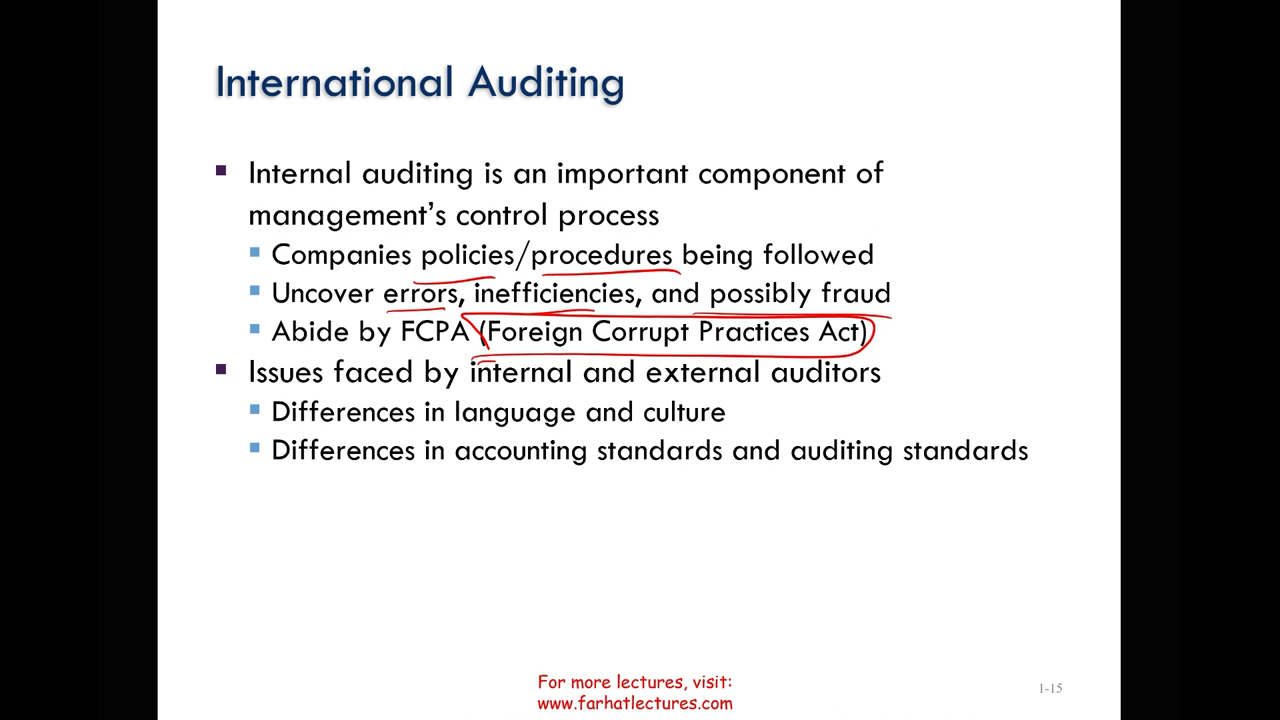 International Auditing
▪ Internal auditing is an important component of
management’s control process
▪ Companies policies/procedures being followed
▪ Uncover errors, inefficiencies, and possibly fraud
▪ Abide by FCPA (Foreign Corrupt Practices Act)
▪ Issues faced by internal and external auditors
▪ Differences in language and culture
▪ Differences in accounting standards and auditing standards
For more lectures, visit:
www.farhatlectures.com
1-15